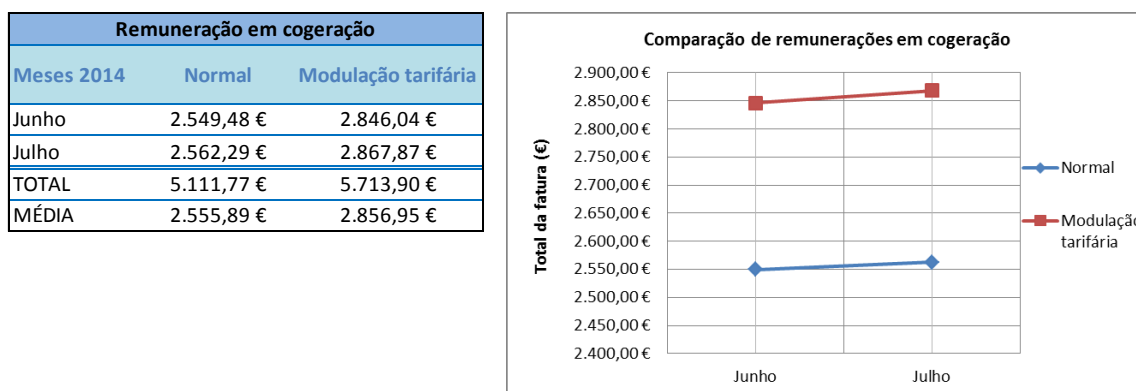 Remuneração em cogeração
Meses 2014 Normal Modulação tarifária
Junho 2.549,48 € 2.846,04 €
Julho 2.562,29 € 2.867,87 €
TOTAL 5.111,77 € 5.713,90 €
MÉDIA 2.555,89 € 2.856,95 €
Comparação de remunerações em cogeração
Total da fatura (€)
2.900,00 €
2.850,00 €
2.800,00 €
2.750,00 €
2.700,00 €
2.650,00 €
2.600,00 €
2.550,00 €
2.500,00 €
2.450,00 €
2.400,00 €
Junho Julho
Normal
Modulação
tarifária